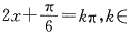 2x + π/6 = kπ, k ∈